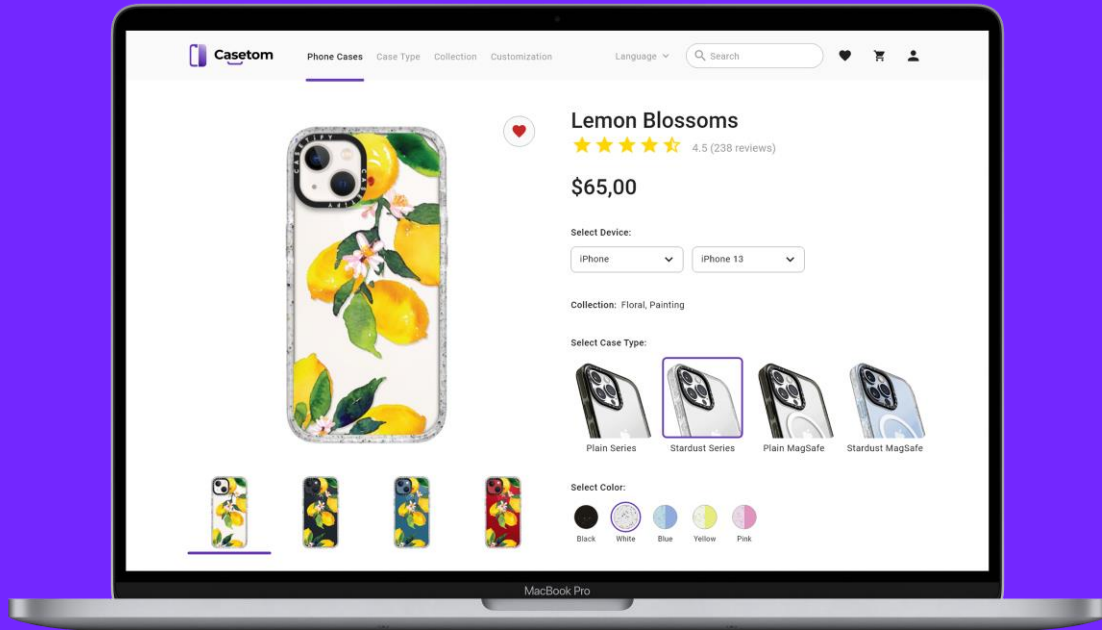 Casetom
Phone Cases Case Type Collection Customization Language Search
CASETIFY
CASETIFY
Lemon Blossoms
4.5 (238 reviews)
$65,00
Select Device:
iPhone iPhone 13
Collection: Floral, Painting
Select Case Type:
Plain Series Stardust Series Plain MagSafe Stardust MagSafe
Select Color:
Black White Blue Yellow Pink
MacBook Pro